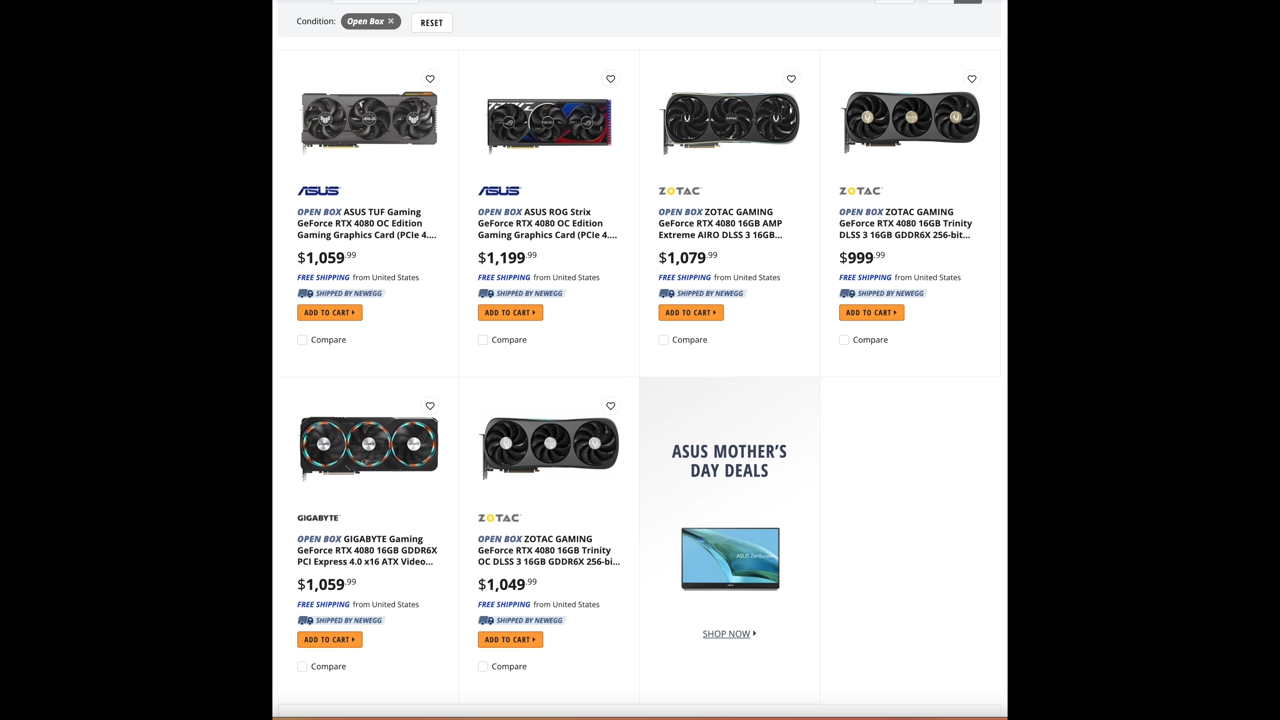 Condition: Open Box ×
RESET
ASUS
OPEN BOX ASUS TUF Gaming
GeForce RTX 4080 OC Edition
Gaming Graphics Card (PCIe 4....
$1,059.99
FREE SHIPPING from United States
SHIPPED BY NEWEGG
ADD TO CART
Compare
ASUS
OPEN BOX ASUS ROG Strix
GeForce RTX 4080 OC Edition
Gaming Graphics Card (PCIe 4....
$1,199.99
FREE SHIPPING from United States
SHIPPED BY NEWEGG
ADD TO CART
Compare
ZOTAC
OPEN BOX ZOTAC GAMING
GeForce RTX 4080 16GB AMP
Extreme AIRO DLSS 3 16GB...
$1,079.99
FREE SHIPPING from United States
SHIPPED BY NEWEGG
ADD TO CART
Compare
ZOTAC
OPEN BOX ZOTAC GAMING
GeForce RTX 4080 16GB Trinity
DLSS 3 16GB GDDR6X 256-bit...
$999.99
FREE SHIPPING from United States
SHIPPED BY NEWEGG
ADD TO CART
Compare
GIGABYTE
OPEN BOX GIGABYTE Gaming
GeForce RTX 4080 16GB GDDR6X
PCI Express 4.0 x16 ATX Video...
$1,059.99
FREE SHIPPING from United States
SHIPPED BY NEWEGG
ADD TO CART
Compare
ZOTAC
OPEN BOX ZOTAC GAMING
GeForce RTX 4080 16GB Trinity
OC DLSS 3 16GB GDDR6X 256-bi...
$1,049.99
FREE SHIPPING from United States
SHIPPED BY NEWEGG
ADD TO CART
Compare
ASUS MOTHER'S
DAY DEALS
ASUS ZenScreen
SHOP NOW